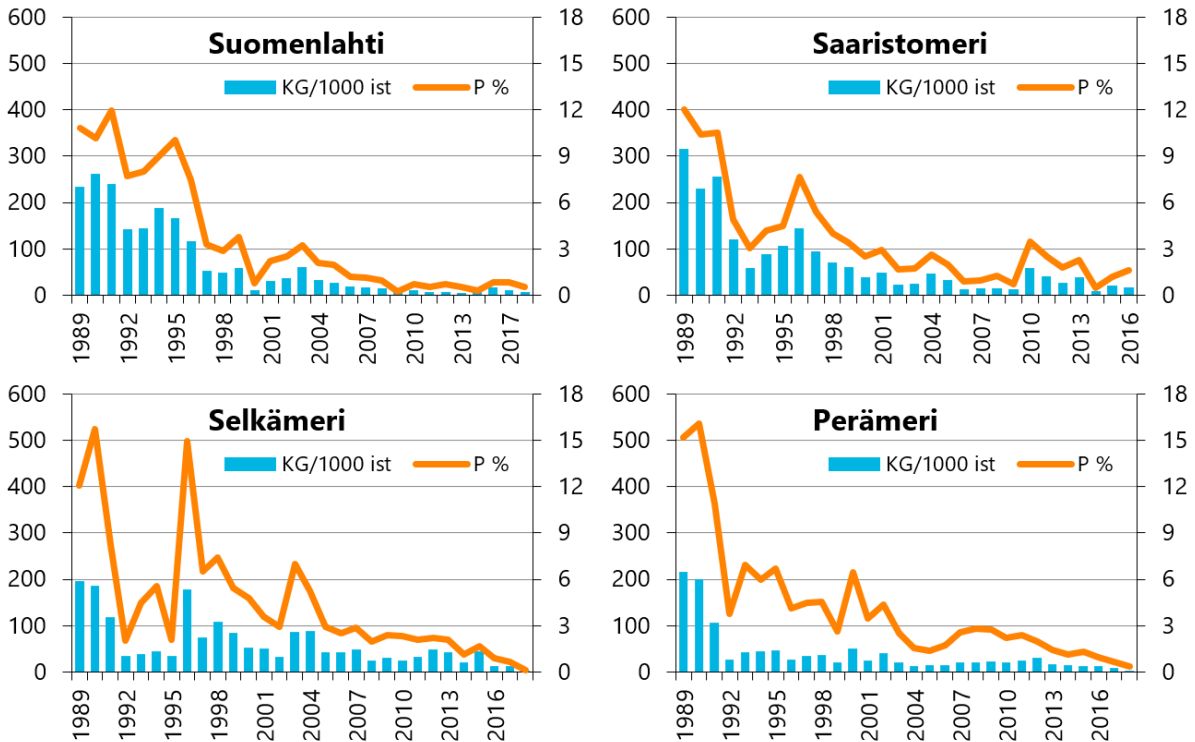 Suomenlahti
KG/1000 ist P %
600 500 400 300 200 100 0
18 15 12 9 6 3 0
1989 1992 1995 1998 2001 2004 2007 2010 2013 2017
Saaristomeri
KG/1000 ist P %
600 500 400 300 200 100 0
18 15 12 9 6 3 0
1989 1992 1995 1998 2001 2004 2007 2010 2013 2016
Selkämeri
KG/1000 ist P %
600 500 400 300 200 100 0
18 15 12 9 6 3 0
1989 1992 1995 1998 2001 2004 2007 2010 2013 2016
Perämeri
KG/1000 ist P %
600 500 400 300 200 100 0
18 15 12 9 6 3 0
1989 1992 1995 1998 2001 2004 2007 2010 2013 2016